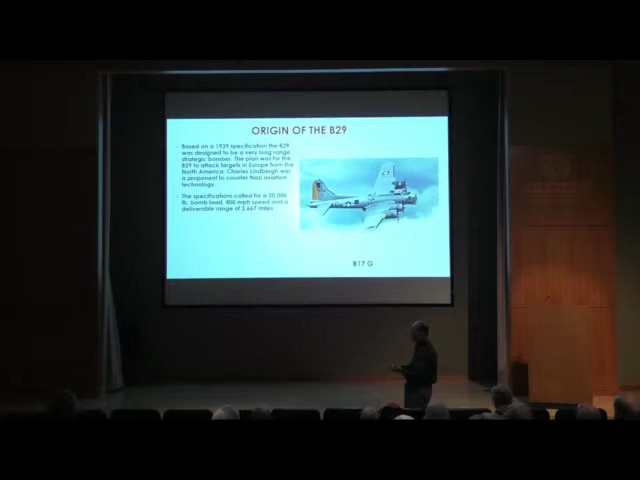 ORIGIN OF THE B29
• Based on a 1939 specification the B29
was designed to be a very long range
strategic bomber. The plan was for the
B29 to attack targets in Europe from the
North America. Charles Lindbergh was
a proponent to counter Nazi aviation
technology.
• The specifications called for a 20,000
lb. bomb load, 400 mph speed and a
deliverable range of 2,667 miles.
B17 G